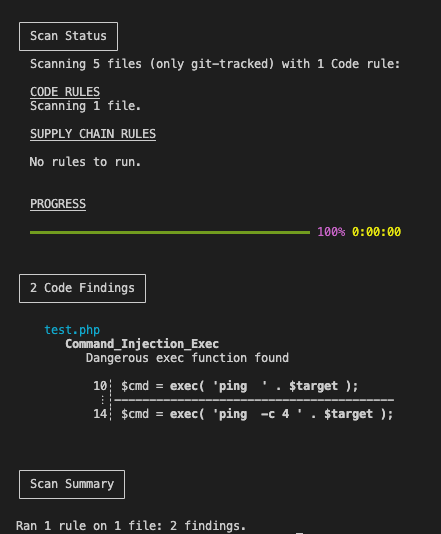 Scan Status
Scanning 5 files (only git-tracked) with 1 Code rule:
CODE RULES
Scanning 1 file.
SUPPLY CHAIN RULES
No rules to run.
PROGRESS
100% 0:00:00
2 Code Findings
test.php
Command_Injection_Exec
Dangerous exec function found
10┆ $cmd = exec( 'ping  ' . $target );
⋮┆----------------------------------------
14┆ $cmd = exec( 'ping  -c 4 ' . $target );
Scan Summary
Ran 1 rule on 1 file: 2 findings.